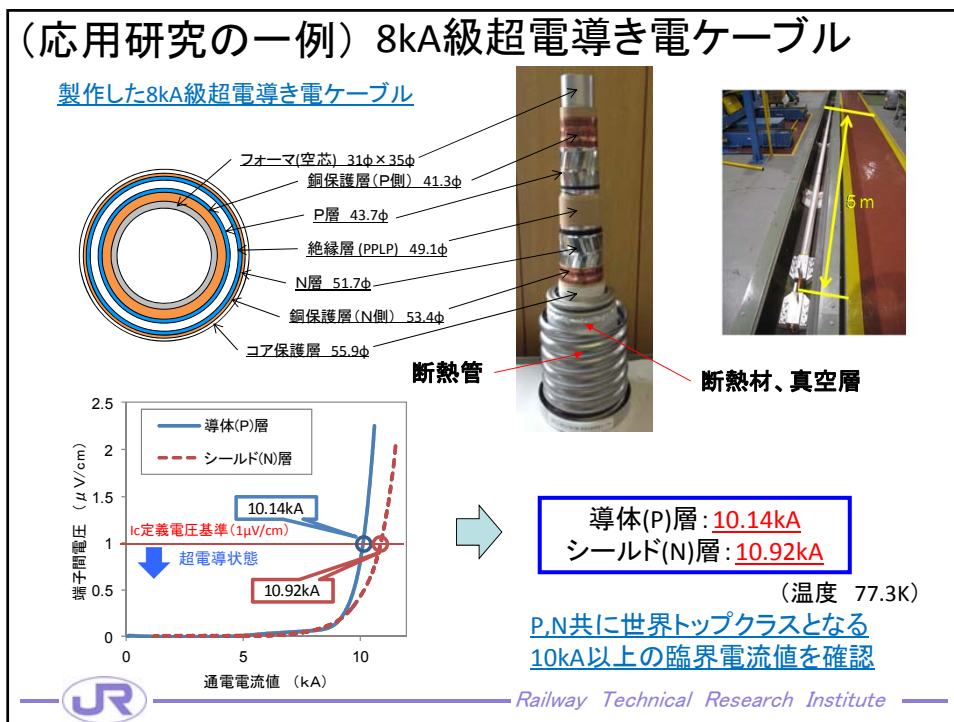 （応用研究の一例）8kA級超電導き電ケーブル
製作した8kA級超電導き電ケーブル
フォーマ(空芯) 31φ×35φ
銅保護層（P側） 41.3φ
P層 43.7φ
絶縁層 (PPLP) 49.1φ
N層 51.7φ
銅保護層（N側） 53.4φ
コア保護層 55.9φ
断熱管
断熱材、真空層
5m
2.5
2
1.5
1
0.5
0
0
5
10
端子間電圧 （μV/cm）
通電電流値 （kA）
導体(P)層
シールド(N)層
10.14kA
Ic定義電圧基準（1μV/cm）
超電導状態
10.92kA
導体(P)層：10.14kA
シールド(N)層：10.92kA
（温度 77.3K）
P,N共に世界トップクラスとなる
10kA以上の臨界電流値を確認
JR
Railway Technical Research Institute